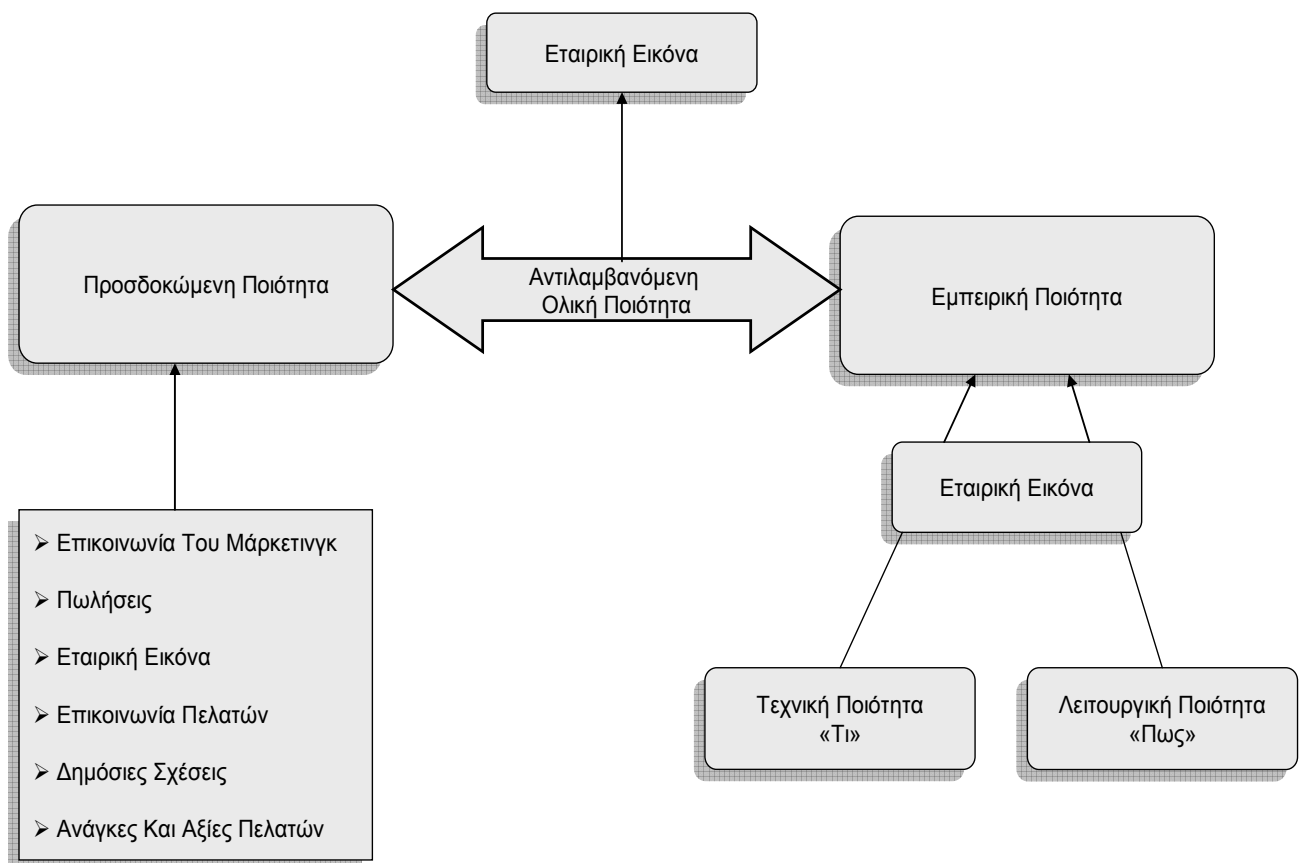 Εταιρική Εικόνα
Προσδοκώμενη Ποιότητα
Αντιλαμβανόμενη
Ολική Ποιότητα
Εμπειρική Ποιότητα
Εταιρική Εικόνα
➢ Επικοινωνία Του Μάρκετινγκ
➢ Πωλήσεις
➢ Εταιρική Εικόνα
➢ Επικοινωνία Πελατών
➢ Δημόσιες Σχέσεις
➢ Ανάγκες Και Αξίες Πελατών
Τεχνική Ποιότητα
«Τι»
Λειτουργική Ποιότητα
«Πως»